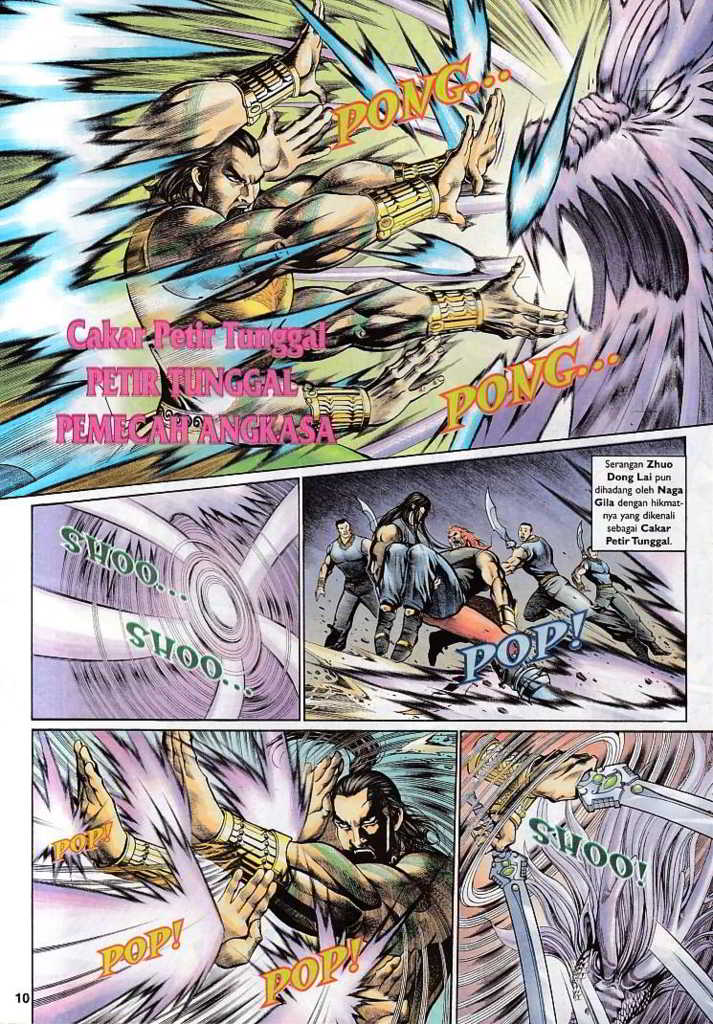 PONG...
Cakar Petir Tunggal
PETIR TUNGGAL
PEMECAH ANGKASA
PONG...
SHOO...
SHOO...
Serangan Zhuo
Dong Lai pun
dihadang oleh Naga
Gila dengan hikmat-
nya yang dikenali
sebagai Cakar
Petir Tunggal.
POP!
POP!
POP!
POP!
SHOO!
10